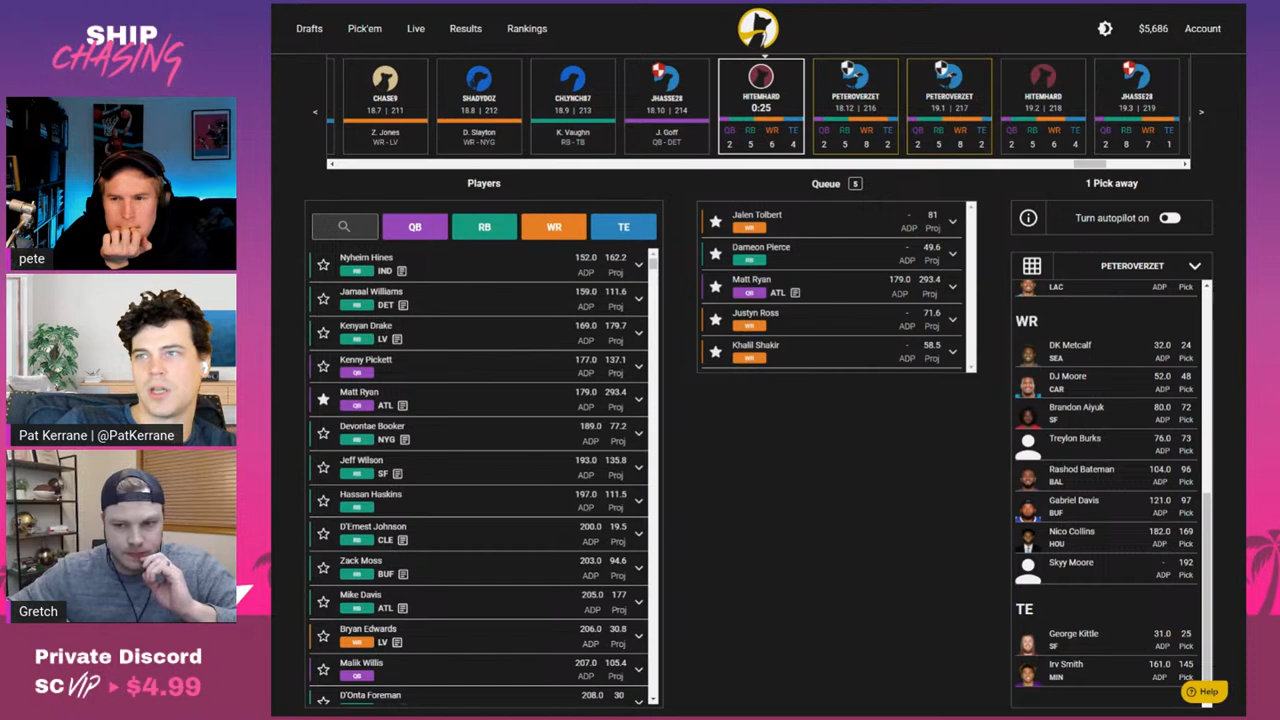 SHIP
CHASING
pete
Pat Kerrane | @PatKerrane
Gretch
Private Discord
SC VIP ▸ $4.99
Drafts Pick'em Live Results Rankings $5,686 Account
<
CHASE9
18.7 | 211
Z. Jones
WR - LV
SHADYDOZ
18.8 | 212
D. Slayton
WR - NYG
CHLYNCH87
18.9 | 213
K. Vaughn
RB - TB
JHASSE28
18.10 | 214
J. Goff
QB - DET
HITEMHARD
0:25
QB RB WR TE
2 5 6 4
PETEROVERZET
18.12 | 216
QB RB WR TE
2 5 8 2
PETEROVERZET
19.1 | 217
QB RB WR TE
2 5 8 2
HITEMHARD
19.2 | 218
QB RB WR TE
2 5 6 4
JHASSE28
19.3 | 219
QB RB WR TE
2 8 7 1
>
Players
QB RB WR TE
Nyheim Hines 152.0 162.2
RB IND ADP Proj
Jamaal Williams 159.0 111.6
RB DET ADP Proj
Kenyan Drake 169.0 179.7
RB LV ADP Proj
Kenny Pickett 177.0 137.1
QB ADP Proj
Matt Ryan 179.0 293.4
QB ATL ADP Proj
Devontae Booker 189.0 77.2
RB NYG ADP Proj
Jeff Wilson 193.0 135.8
RB SF ADP Proj
Hassan Haskins 197.0 111.5
RB ADP Proj
D'Ernest Johnson 200.0 19.5
RB CLE ADP Proj
Zack Moss 203.0 94.6
RB BUF ADP Proj
Mike Davis 205.0 177
RB ATL ADP Proj
Bryan Edwards 206.0 30.8
WR LV ADP Proj
Malik Willis 207.0 105.4
QB ADP Proj
D'Onta Foreman 208.0 30
Queue 5
Jalen Tolbert - 81
WR ADP Proj
Dameon Pierce - 49.6
RB ADP Proj
Matt Ryan 179.0 293.4
QB ATL ADP Proj
Justyn Ross - 71.6
WR ADP Proj
Khalil Shakir - 58.5
WR ADP Proj
1 Pick away
Turn autopilot on
PETEROVERZET
LAC ADP Pick
WR
DK Metcalf 32.0 24
SEA ADP Pick
DJ Moore 52.0 48
CAR ADP Pick
Brandon Aiyuk 80.0 72
SF ADP Pick
Treylon Burks 76.0 73
ADP Pick
Rashod Bateman 104.0 96
BAL ADP Pick
Gabriel Davis 121.0 97
BUF ADP Pick
Nico Collins 182.0 169
HOU ADP Pick
Skyy Moore - 192
ADP Pick
TE
George Kittle 31.0 25
SF ADP Pick
Irv Smith 161.0 145
MIN ADP Pick
Help